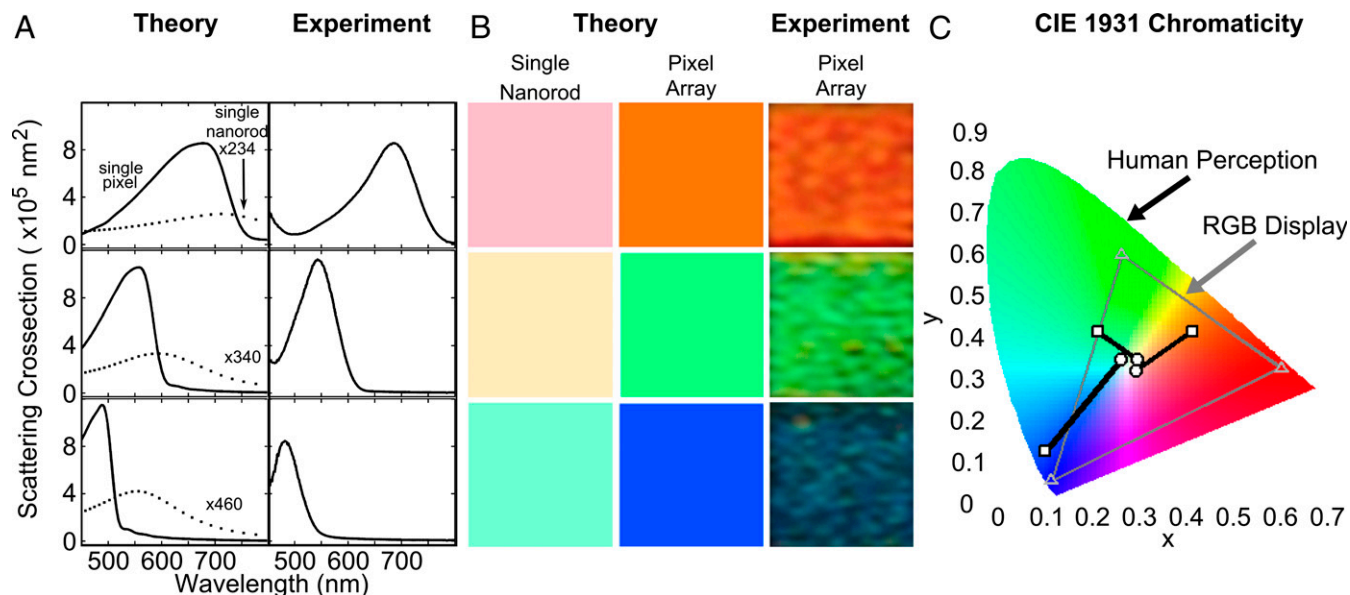 A Theory Experiment
Scattering Crossection ( x10⁵ nm²)
8
4
0
single
pixel
single
nanorod
x234
8
4
0
x340
8
4
0
x460
500 600 700
500 600 700
Wavelength (nm)
B Theory Experiment
Single
Nanorod
Pixel
Array
Pixel
Array
C CIE 1931 Chromaticity
0.9
0.8
0.7
0.6
0.5
0.4
0.3
0.2
0.1
0
y
Human Perception
RGB Display
0 0.1 0.2 0.3 0.4 0.5 0.6 0.7
x